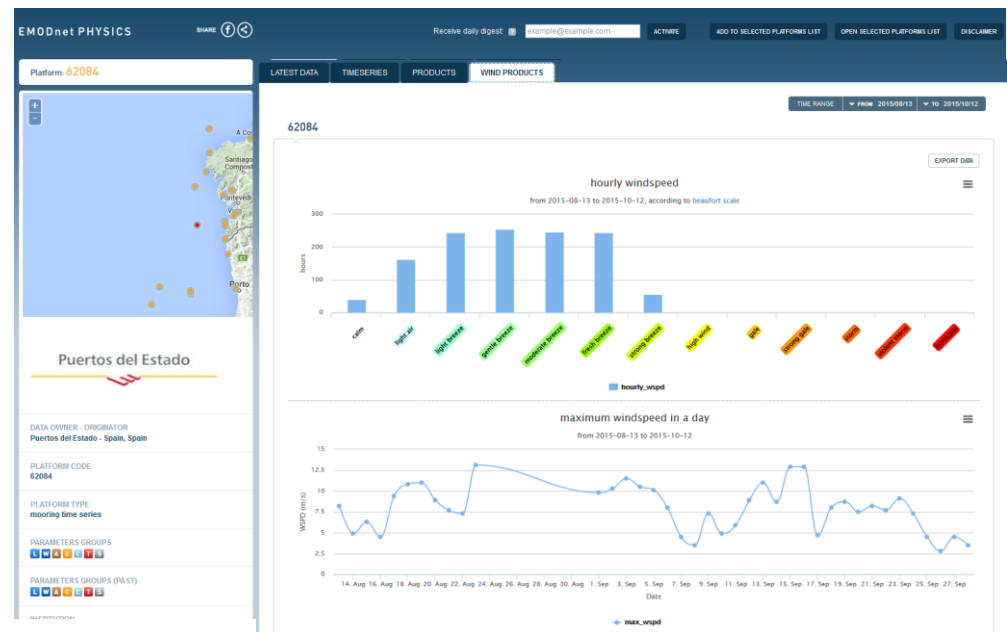 EMODnet PHYSICS
SHARE
Receive daily digest ?
example@example.com
ACTIVATE
ADD TO SELECTED PLATFORMS LIST
OPEN SELECTED PLATFORMS LIST
DISCLAIMER
Platform: 62084
LATEST DATA
TIMESERIES
PRODUCTS
WIND PRODUCTS
TIME RANGE
FROM 2015/08/13
TO 2015/10/12
62084
EXPORT DATA
+
−
A Co
Santiago
Compost
Ponteved
Vigo
Porto
hourly windspeed
from 2015-08-13 to 2015-10-12, according to beaufort scale
300
200
100
0
hours
calm
light air
light breeze
gentle breeze
moderate breeze
fresh breeze
strong breeze
high wind
gale
strong gale
storm
violent storm
hurricane
hourly_wspd
Puertos del Estado
DATA OWNER - ORIGINATOR
Puertos del Estado - Spain, Spain
PLATFORM CODE
62084
PLATFORM TYPE
mooring time series
PARAMETERS GROUPS
L W A C C T S
PARAMETERS GROUPS (PAST)
L W A C C T S
INSTITUTION
maximum windspeed in a day
from 2015-08-13 to 2015-10-12
15
12.5
10
7.5
5
2.5
0
WSPD (m/s)
14. Aug 16. Aug 18. Aug 20. Aug 22. Aug 24. Aug 26. Aug 28. Aug 30. Aug 1. Sep 3. Sep 5. Sep 7. Sep 9. Sep 11. Sep 13. Sep 15. Sep 17. Sep 19. Sep 21. Sep 23. Sep 25. Sep 27. Sep
Date
max_wspd